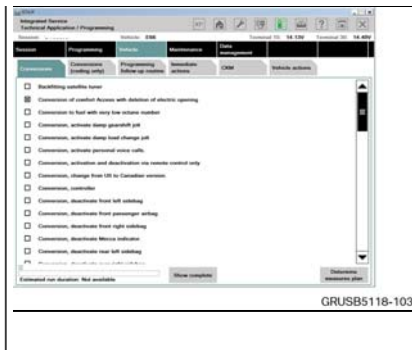 Integrated Service
Technical Application / Programming
Session:
Vehicle: Z86
Terminal 15: 14.13V
Terminal 30: 14.40V
Session
Programming
Vehicle
Maintenance
Data management
Conversions
Conversions (coding only)
Programming follow-up routine
Immediate actions
CKM
Vehicle actions
Backfitting satellite tuner
Conversion of comfort Access with deletion of electric opening
Conversion to fuel with very low octane number
Conversion, activate damp gearshift jolt
Conversion, activate damp load change jolt
Conversion, activate personal voice calls.
Conversion, activation and deactivation via remote control only
Conversion, change from US to Canadian version
Conversion, controller
Conversion, deactivate front left sidebag
Conversion, deactivate front passenger airbag
Conversion, deactivate front right sidebag
Conversion, deactivate Mecca indicator
Conversion, deactivate rear left sidebag
Estimated run duration: Not available
Show complete
Determine measures plan
GRUSB5118-103